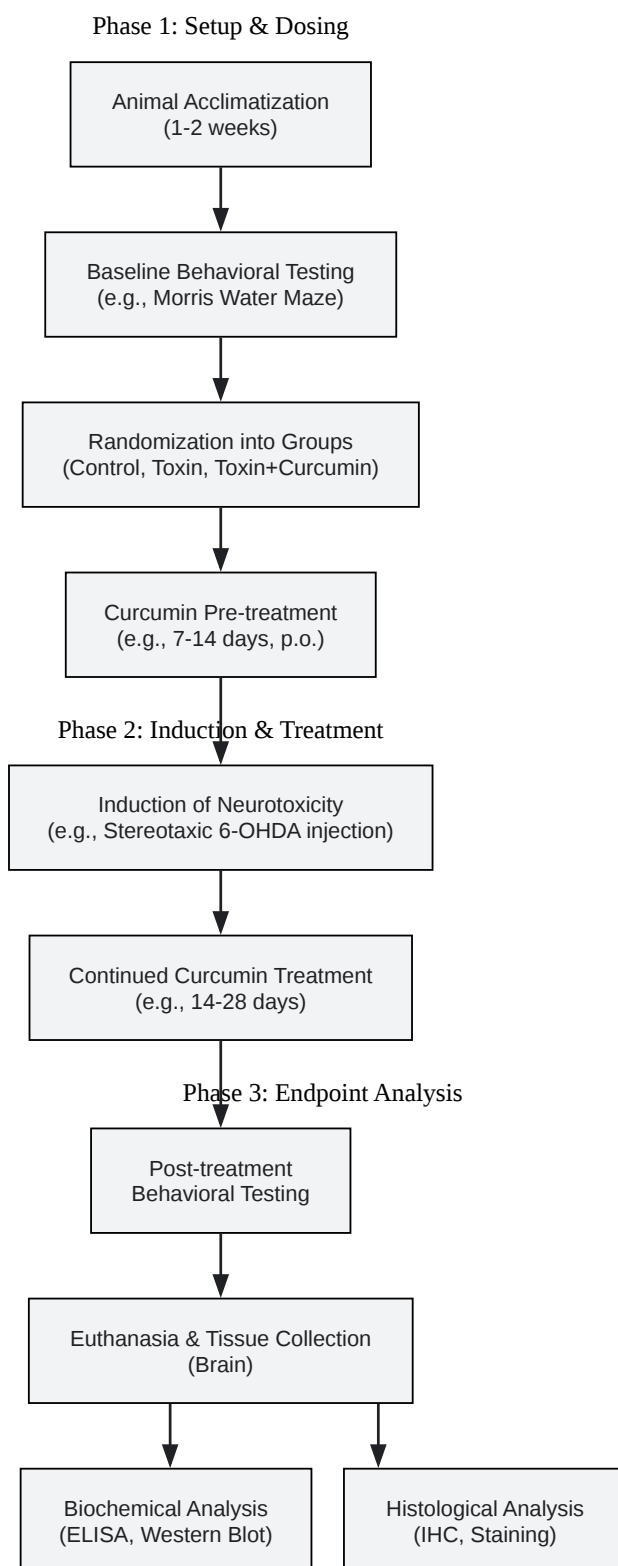 Phase 1: Setup & Dosing
Animal Acclimatization
(1-2 weeks)
Baseline Behavioral Testing
(e.g., Morris Water Maze)
Randomization into Groups
(Control, Toxin, Toxin+Curcumin)
Curcumin Pre-treatment
(e.g., 7-14 days, p.o.)
Phase 2: Induction & Treatment
Induction of Neurotoxicity
(e.g., Stereotaxic 6-OHDA injection)
Continued Curcumin Treatment
(e.g., 14-28 days)
Phase 3: Endpoint Analysis
Post-treatment
Behavioral Testing
Euthanasia & Tissue Collection
(Brain)
Biochemical Analysis
(ELISA, Western Blot)
Histological Analysis
(IHC, Staining)